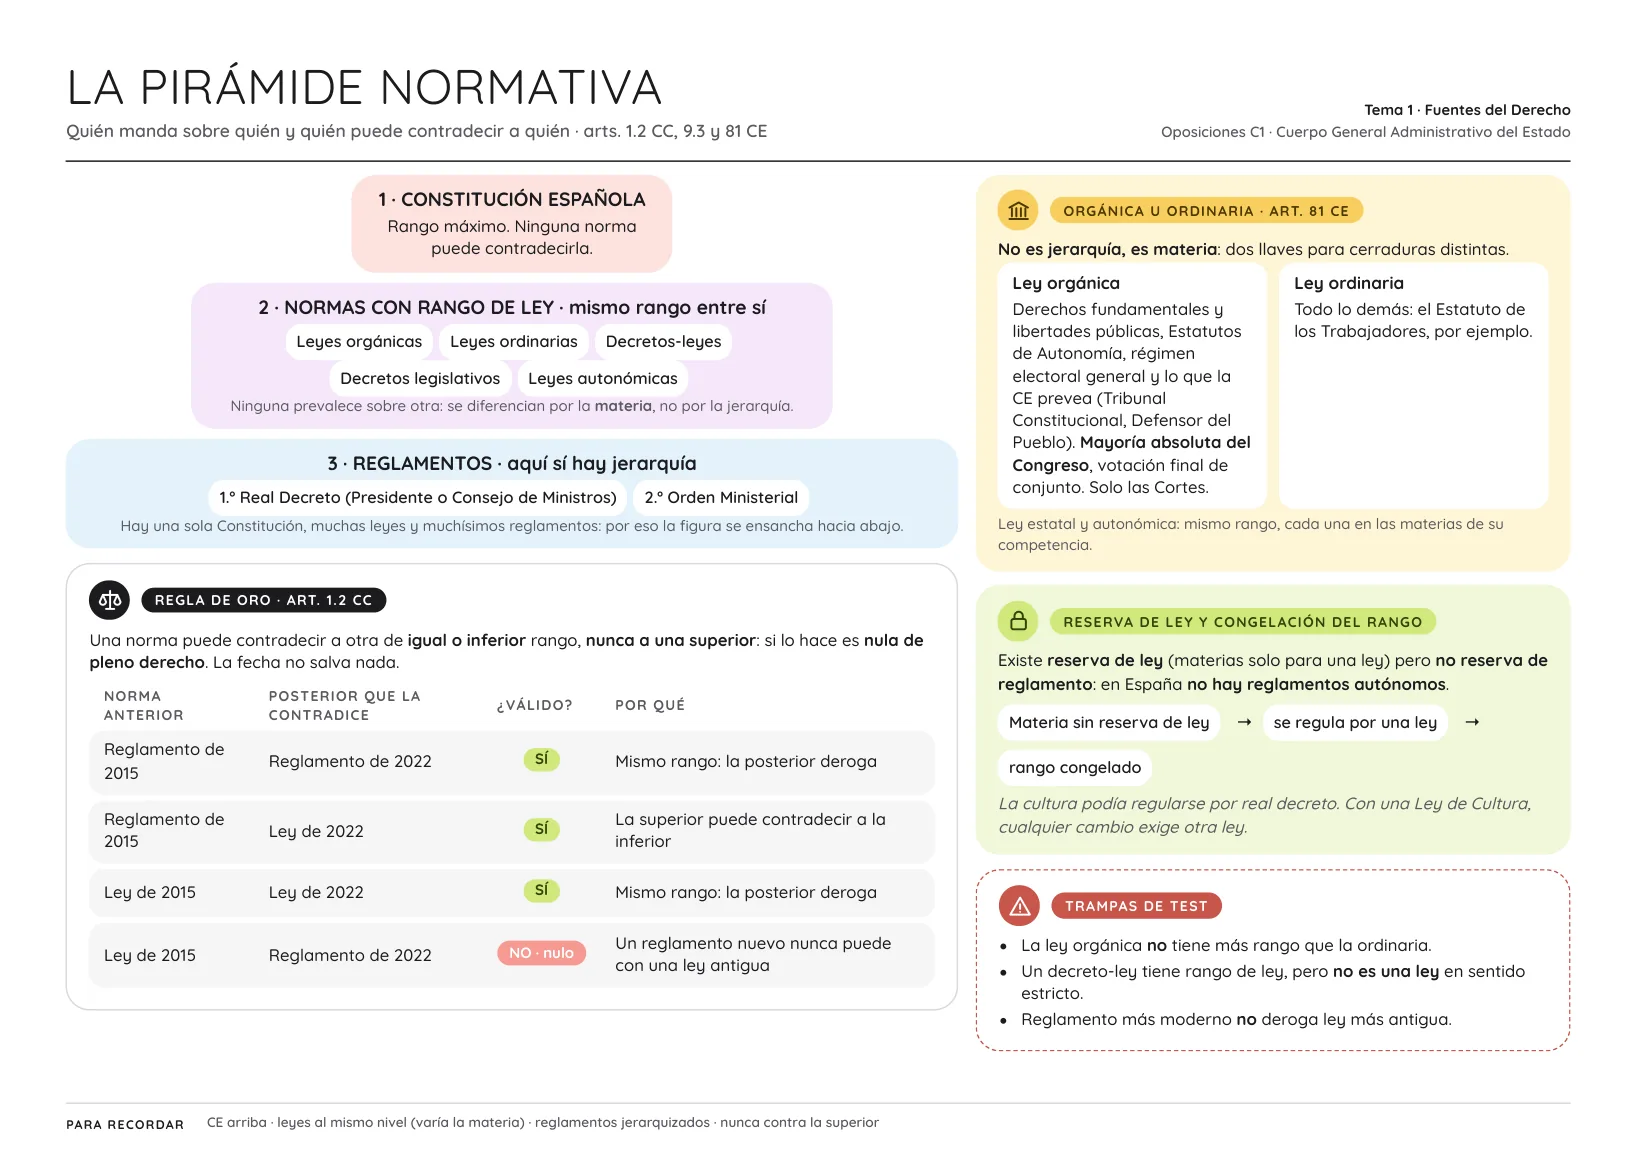 LA PIRÁMIDE NORMATIVA
Quién manda sobre quién y quién puede contradecir a quién · arts. 1.2 CC, 9.3 y 81 CE
Tema 1 · Fuentes del Derecho
Oposiciones C1 · Cuerpo General Administrativo del Estado
1 · CONSTITUCIÓN ESPAÑOLA
Rango máximo. Ninguna norma
puede contradecirla.
2 · NORMAS CON RANGO DE LEY · mismo rango entre sí
Leyes orgánicas Leyes ordinarias Decretos-leyes
Decretos legislativos Leyes autonómicas
Ninguna prevalece sobre otra: se diferencian por la materia, no por la jerarquía.
3 · REGLAMENTOS · aquí sí hay jerarquía
1.º Real Decreto (Presidente o Consejo de Ministros) 2.º Orden Ministerial
Hay una sola Constitución, muchas leyes y muchísimos reglamentos: por eso la figura se ensancha hacia abajo.
REGLA DE ORO · ART. 1.2 CC
Una norma puede contradecir a otra de igual o inferior rango, nunca a una superior: si lo hace es nula de
pleno derecho. La fecha no salva nada.
NORMA
ANTERIOR
POSTERIOR QUE LA
CONTRADICE
¿VÁLIDO?
POR QUÉ
Reglamento de
2015
Reglamento de 2022
SÍ
Mismo rango: la posterior deroga
Reglamento de
2015
Ley de 2022
SÍ
La superior puede contradecir a la
inferior
Ley de 2015
Ley de 2022
SÍ
Mismo rango: la posterior deroga
Ley de 2015
Reglamento de 2022
NO · nulo
Un reglamento nuevo nunca puede
con una ley antigua
ORGÁNICA U ORDINARIA · ART. 81 CE
No es jerarquía, es materia: dos llaves para cerraduras distintas.
Ley orgánica
Derechos fundamentales y
libertades públicas, Estatutos
de Autonomía, régimen
electoral general y lo que la
CE prevea (Tribunal
Constitucional, Defensor del
Pueblo). Mayoría absoluta del
Congreso, votación final de
conjunto. Solo las Cortes.
Ley ordinaria
Todo lo demás: el Estatuto de
los Trabajadores, por ejemplo.
Ley estatal y autonómica: mismo rango, cada una en las materias de su
competencia.
RESERVA DE LEY Y CONGELACIÓN DEL RANGO
Existe reserva de ley (materias solo para una ley) pero no reserva de
reglamento: en España no hay reglamentos autónomos.
Materia sin reserva de ley → se regula por una ley →
rango congelado
La cultura podía regularse por real decreto. Con una Ley de Cultura,
cualquier cambio exige otra ley.
TRAMPAS DE TEST
• La ley orgánica no tiene más rango que la ordinaria.
• Un decreto-ley tiene rango de ley, pero no es una ley en sentido
estricto.
• Reglamento más moderno no deroga ley más antigua.
PARA RECORDAR CE arriba · leyes al mismo nivel (varía la materia) · reglamentos jerarquizados · nunca contra la superior